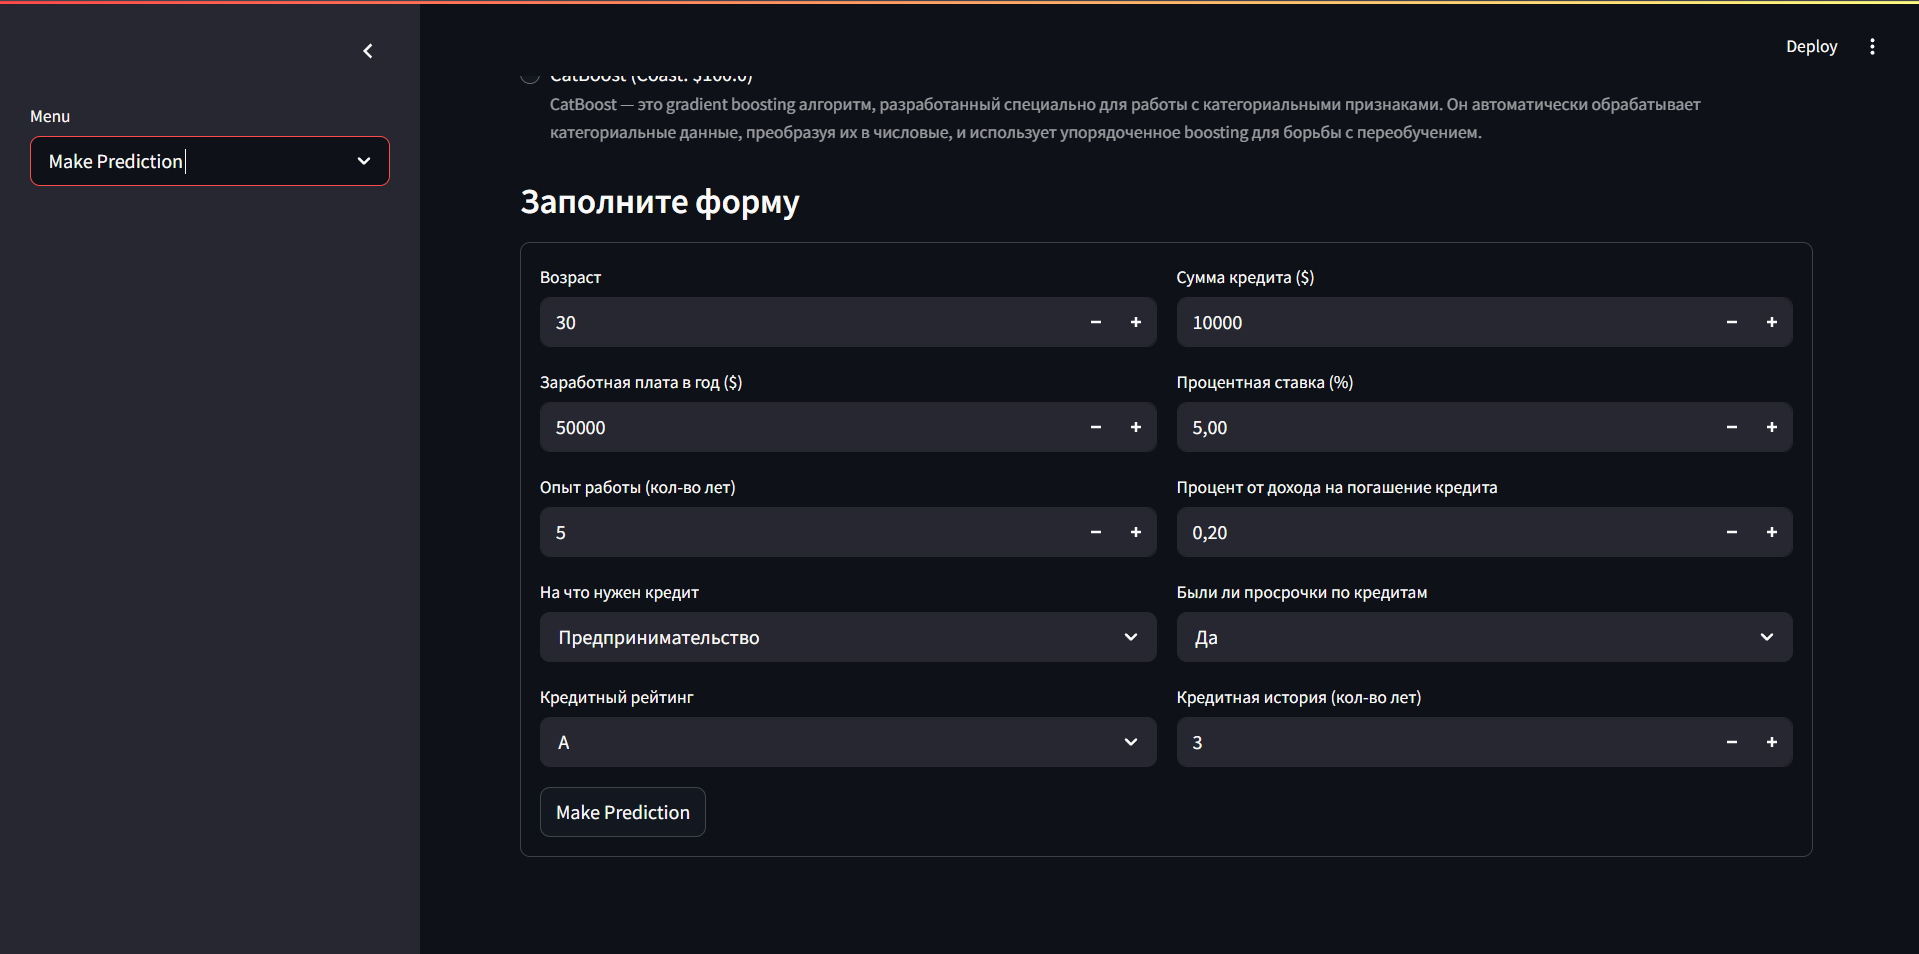 Deploy
Menu
Make Prediction
CatBoost (Coast: $100.0)
CatBoost — это gradient boosting алгоритм, разработанный специально для работы с категориальными признаками. Он автоматически обрабатывает
категориальные данные, преобразуя их в числовые, и использует упорядоченное boosting для борьбы с переобучением.
Заполните форму
Возраст
30
Сумма кредита ($)
10000
Заработная плата в год ($)
50000
Процентная ставка (%)
5,00
Опыт работы (кол-во лет)
5
Процент от дохода на погашение кредита
0,20
На что нужен кредит
Предпринимательство
Были ли просрочки по кредитам
Да
Кредитный рейтинг
A
Кредитная история (кол-во лет)
3
Make Prediction